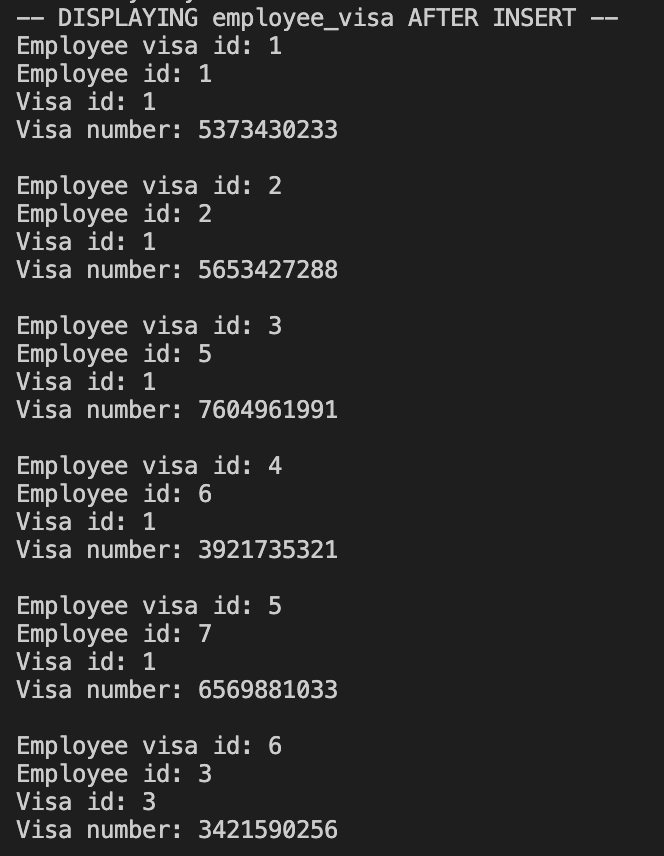 -- DISPLAYING employee_visa AFTER INSERT --
Employee visa id: 1
Employee id: 1
Visa id: 1
Visa number: 5373430233
Employee visa id: 2
Employee id: 2
Visa id: 1
Visa number: 5653427288
Employee visa id: 3
Employee id: 5
Visa id: 1
Visa number: 7604961991
Employee visa id: 4
Employee id: 6
Visa id: 1
Visa number: 3921735321
Employee visa id: 5
Employee id: 7
Visa id: 1
Visa number: 6569881033
Employee visa id: 6
Employee id: 3
Visa id: 3
Visa number: 3421590256